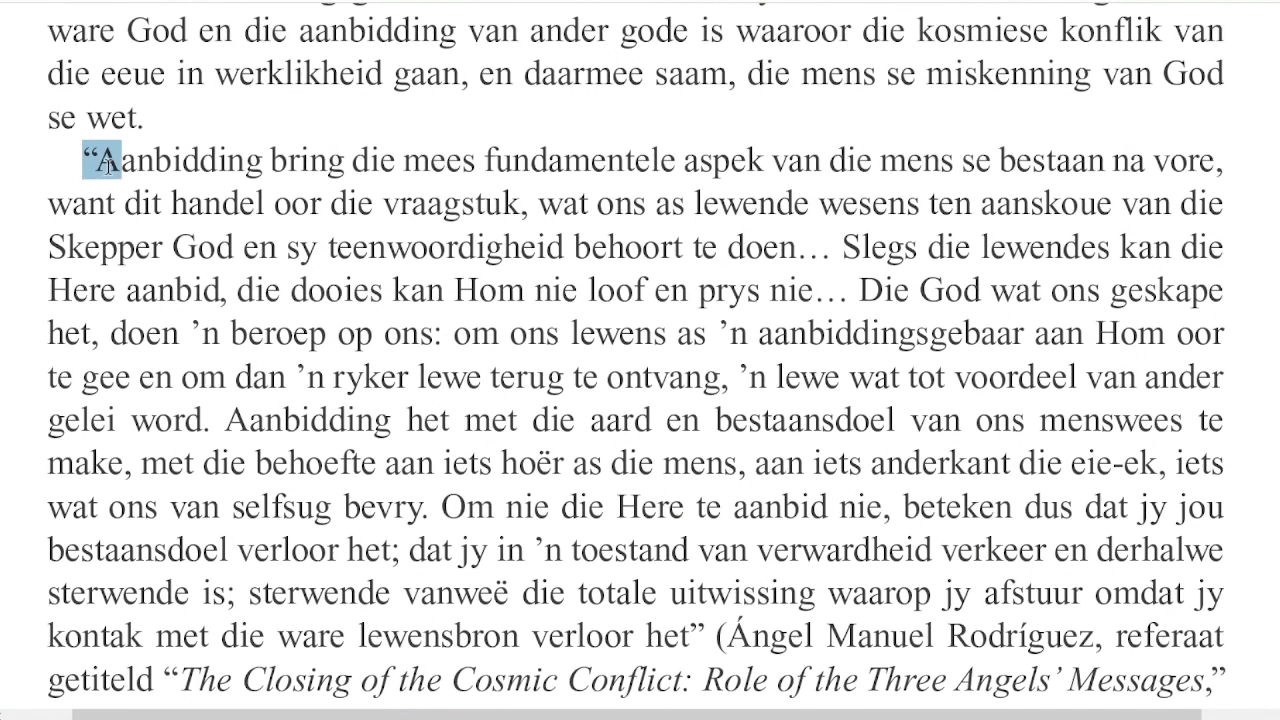 ware God en die aanbidding van ander gode is waaroor die kosmiese konflik van
die eeue in werklikheid gaan, en daarmee saam, die mens se miskenning van God
se wet.
“Aanbidding bring die mees fundamentele aspek van die mens se bestaan na vore,
want dit handel oor die vraagstuk, wat ons as lewende wesens ten aanskoue van die
Skepper God en sy teenwoordigheid behoort te doen… Slegs die lewendes kan die
Here aanbid, die dooies kan Hom nie loof en prys nie… Die God wat ons geskape
het, doen ’n beroep op ons: om ons lewens as ’n aanbiddingsgebaar aan Hom oor
te gee en om dan ’n ryker lewe terug te ontvang, ’n lewe wat tot voordeel van ander
gelei word. Aanbidding het met die aard en bestaansdoel van ons menswees te
make, met die behoefte aan iets hoër as die mens, aan iets anderkant die eie-ek, iets
wat ons van selfsug bevry. Om nie die Here te aanbid nie, beteken dus dat jy jou
bestaansdoel verloor het; dat jy in ’n toestand van verwardheid verkeer en derhalwe
sterwende is; sterwende vanweë die totale uitwissing waarop jy afstuur omdat jy
kontak met die ware lewensbron verloor het” (Ángel Manuel Rodríguez, referaat
getiteld “The Closing of the Cosmic Conflict: Role of the Three Angels’ Messages,”